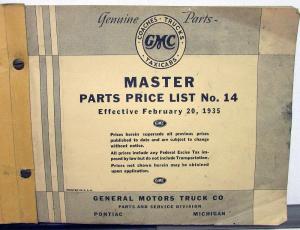 Genuine Parts-
COACHES · TRUCKS
GMC
TAXICABS
MASTER
PARTS PRICE LIST No. 14
Effective February 20, 1935
GMC
Prices herein supersede all previous prices
published to date and are subject to change
without notice.
All prices include any Federal Excise Tax im-
posed by law but do not include Transportation.
Prices not shown herein may be obtained
upon application.
GMC
GENERAL MOTORS TRUCK CO
PARTS AND SERVICE DIVISION
PONTIAC MICHIGAN